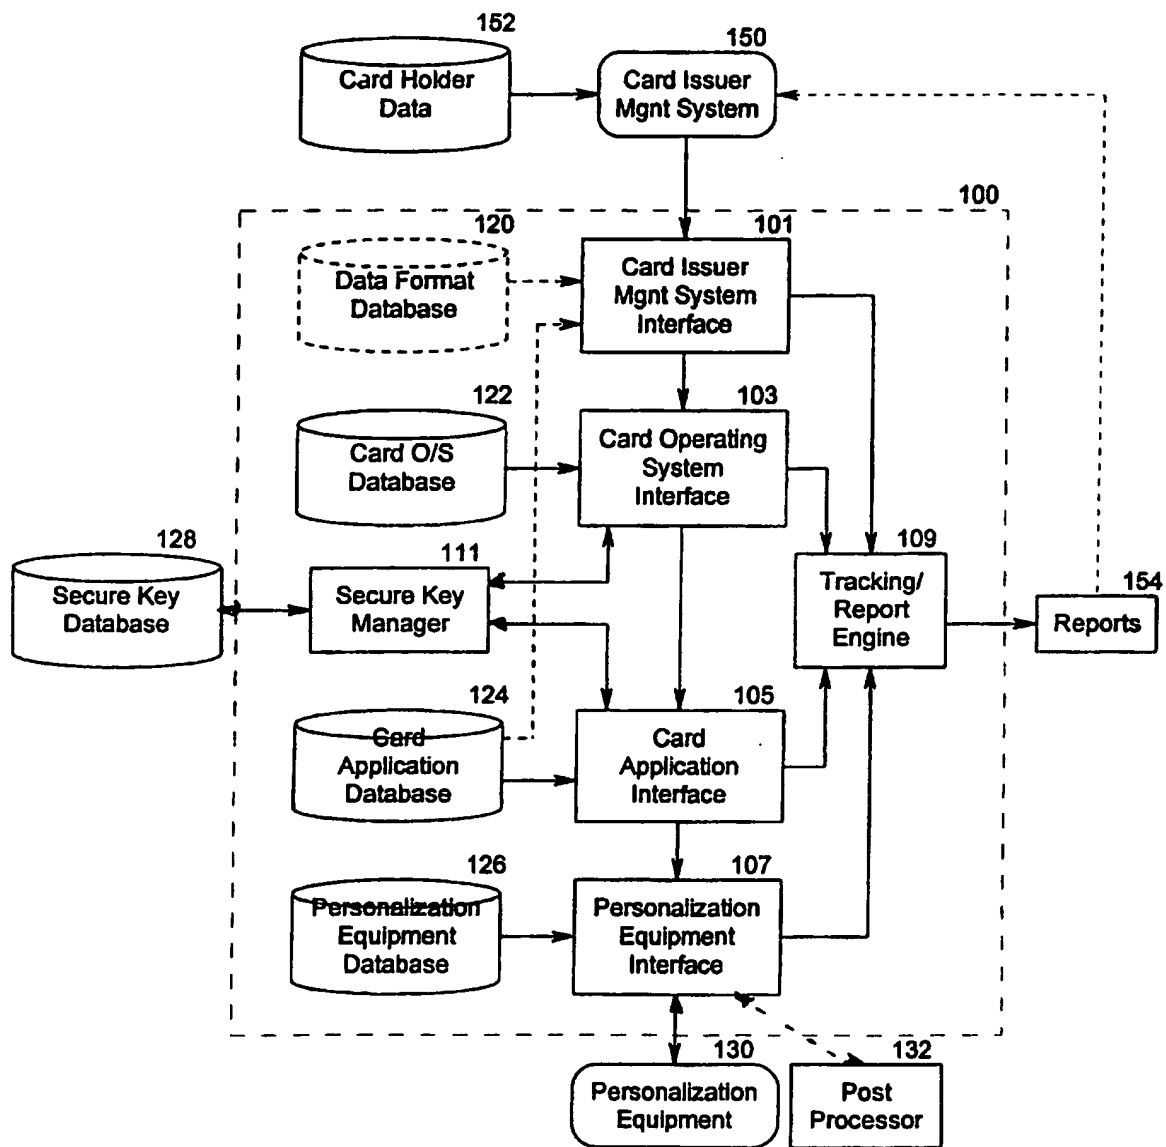 152
Card Holder
Data
150
Card Issuer
Mgnt System
100
120
Data Format
Database
101
Card Issuer
Mgnt System
Interface
122
Card O/S
Database
103
Card Operating
System
Interface
128
Secure Key
Database
111
Secure Key
Manager
109
Tracking/
Report
Engine
154
Reports
124
Card
Application
Database
105
Card
Application
Interface
126
Personalization
Equipment
Database
107
Personalization
Equipment
Interface
130
Personalization
Equipment
132
Post
Processor